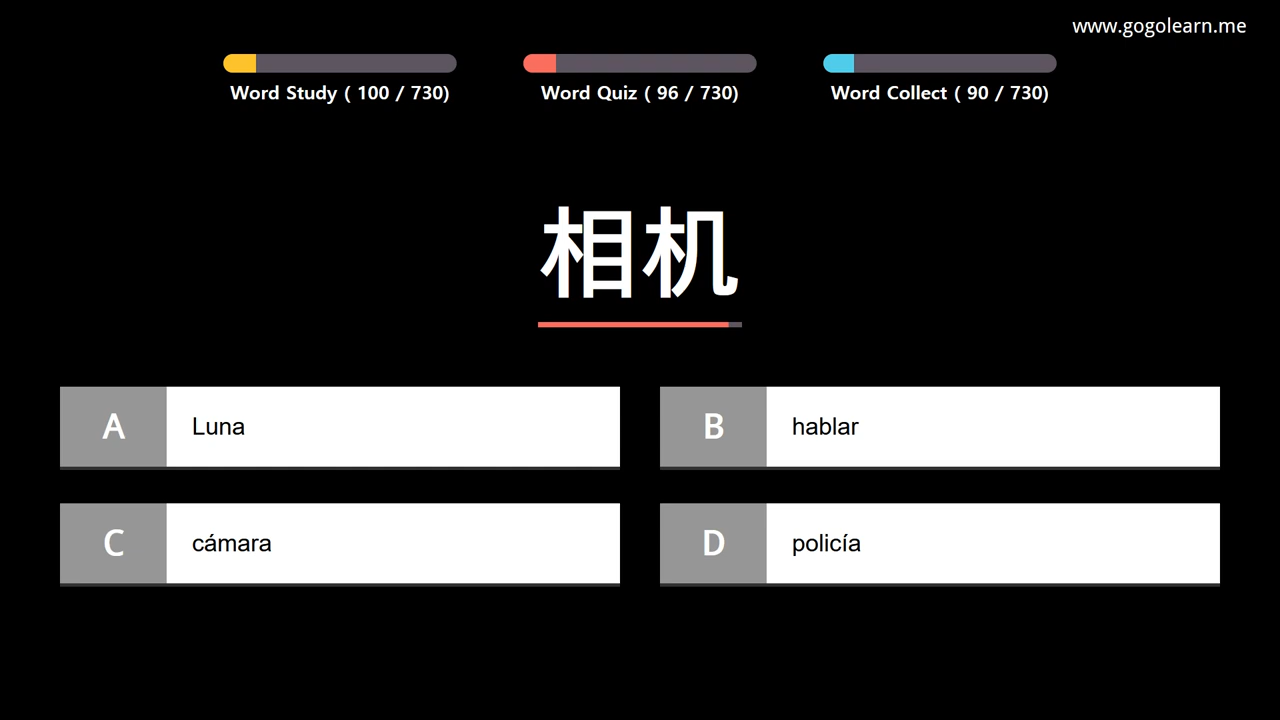 www.gogolearn.me
Word Study ( 100 / 730)
Word Quiz ( 96 / 730)
Word Collect ( 90 / 730)
相机
A Luna
B hablar
C cámara
D policía